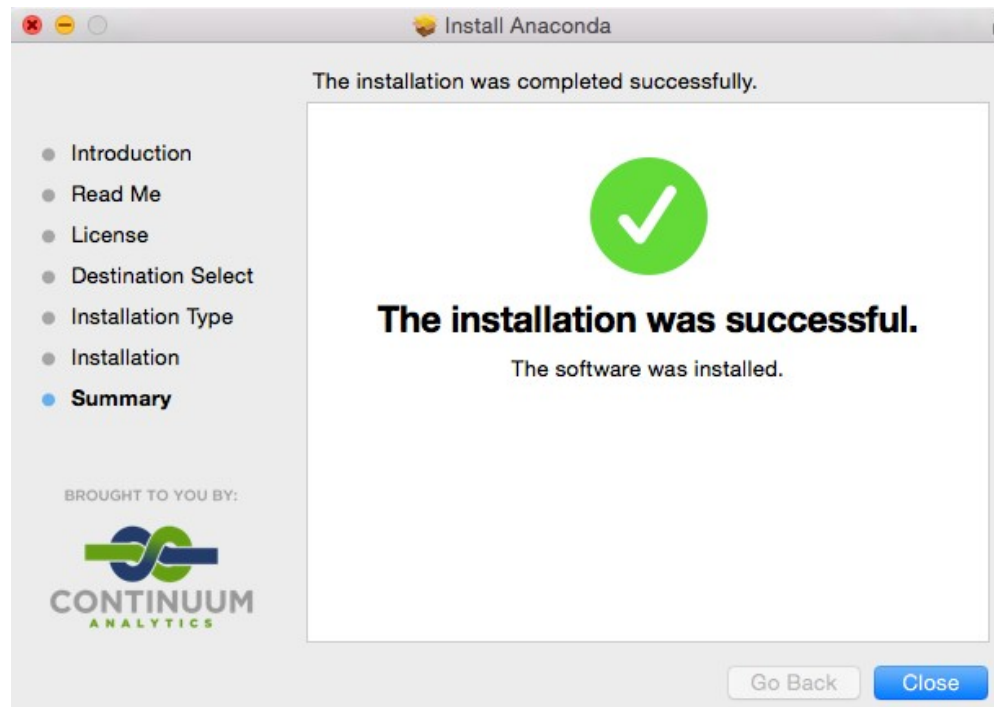 Install Anaconda
The installation was completed successfully.
Introduction
Read Me
License
Destination Select
Installation Type
Installation
Summary
The installation was successful.
The software was installed.
BROUGHT TO YOU BY:
CONTINUUM
ANALYTICS
Go Back
Close